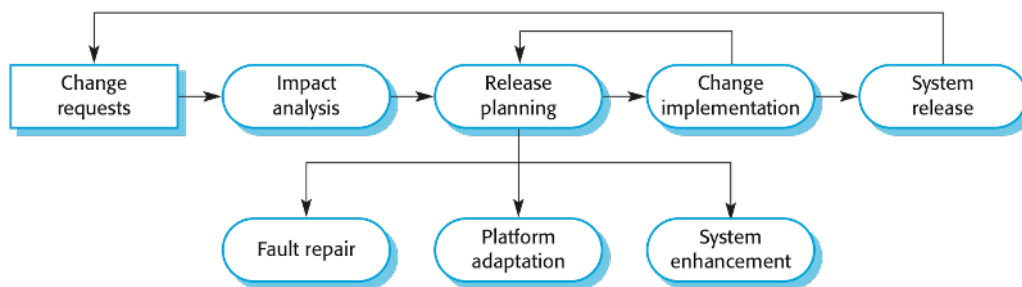 Change
requests
Impact
analysis
Release
planning
Change
implementation
System
release
Fault repair
Platform
adaptation
System
enhancement